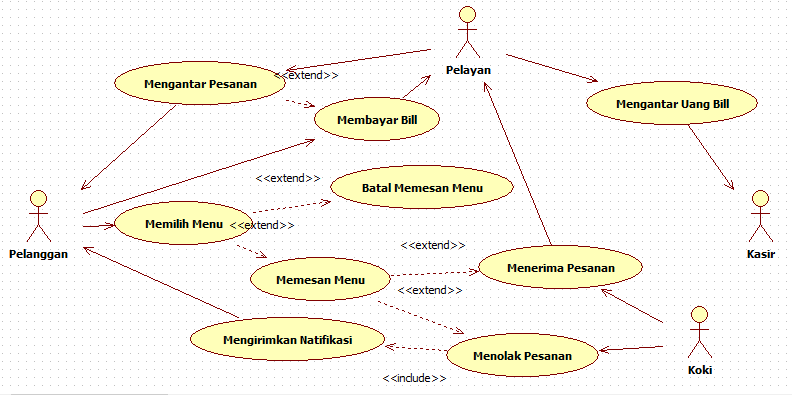 Pelayan
<<extend>>
Mengantar Pesanan
Mengantar Uang Bill
Membayar Bill
<<extend>>
Batal Memesan Menu
Memilih Menu
<<extend>>
Pelanggan
Kasir
<<extend>>
Menerima Pesanan
Memesan Menu
<<extend>>
Mengirimkan Natifikasi
Menolak Pesanan
Koki
<<include>>